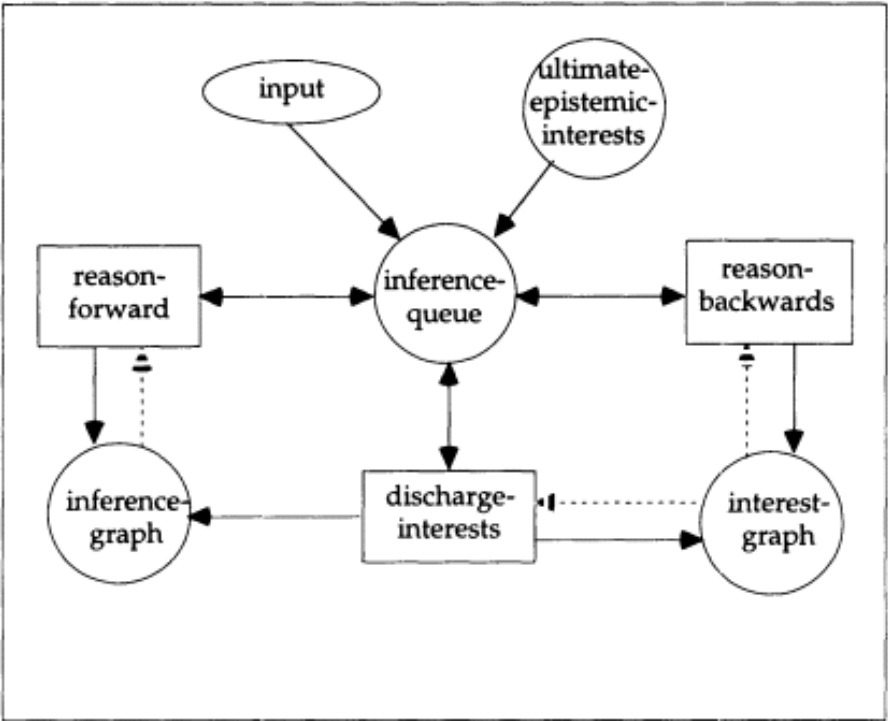 input
ultimate-
epistemic-
interests
reason-
forward
inference-
queue
reason-
backwards
inference-
graph
discharge-
interests
interest-
graph